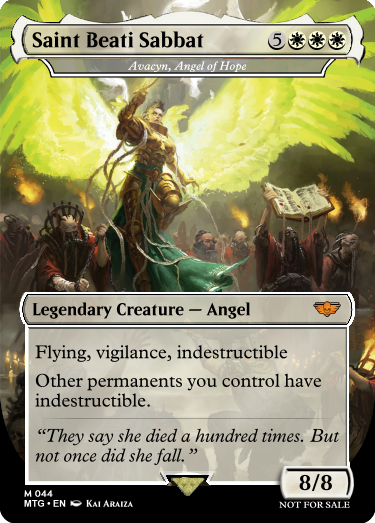 Saint Beati Sabbat 5
Avacyn, Angel of Hope
Legendary Creature — Angel
Flying, vigilance, indestructible
Other permanents you control have
indestructible.
“They say she died a hundred times. But
not once did she fall.”
8/8
M 044
MTG • EN KAI ARAIZA
NOT FOR SALE